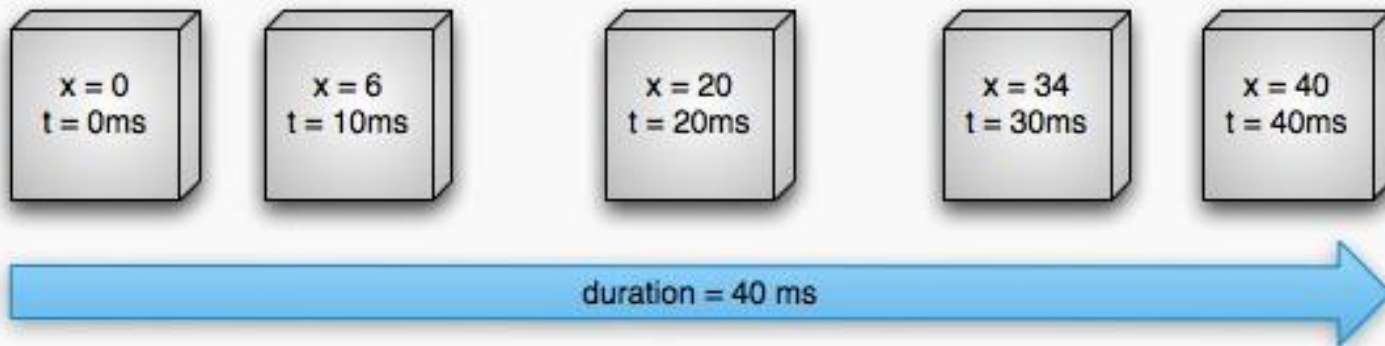 x = 0
t = 0ms
x = 6
t = 10ms
x = 20
t = 20ms
x = 34
t = 30ms
x = 40
t = 40ms
duration = 40 ms